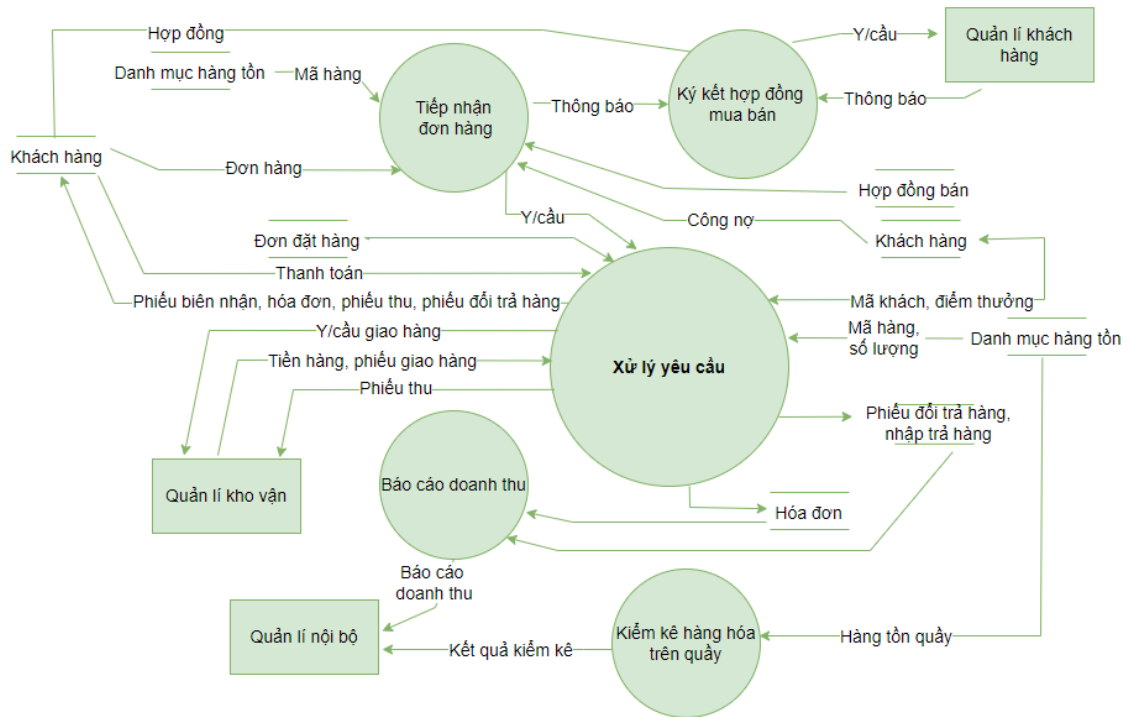 Hợp đồng
Y/cầu
Quản lí khách
hàng
Danh mục hàng tồn
Mã hàng
Tiếp nhận
đơn hàng
Thông báo
Ký kết hợp đồng
mua bán
Thông báo
Khách hàng
Đơn hàng
Hợp đồng bán
Y/cầu
Công nợ
Khách hàng
Đơn đặt hàng
Thanh toán
Phiếu biên nhận, hóa đơn, phiếu thu, phiếu đổi trả hàng
Mã khách, điểm thưởng
Y/cầu giao hàng
Mã hàng,
số lượng
Danh mục hàng tồn
Tiền hàng, phiếu giao hàng
Xử lý yêu cầu
Phiếu thu
Phiếu đổi trả hàng,
nhập trả hàng
Quản lí kho vận
Báo cáo doanh thu
Hóa đơn
Báo cáo
doanh thu
Quản lí nội bộ
Kết quả kiểm kê
Kiểm kê hàng hóa
trên quầy
Hàng tồn quầy